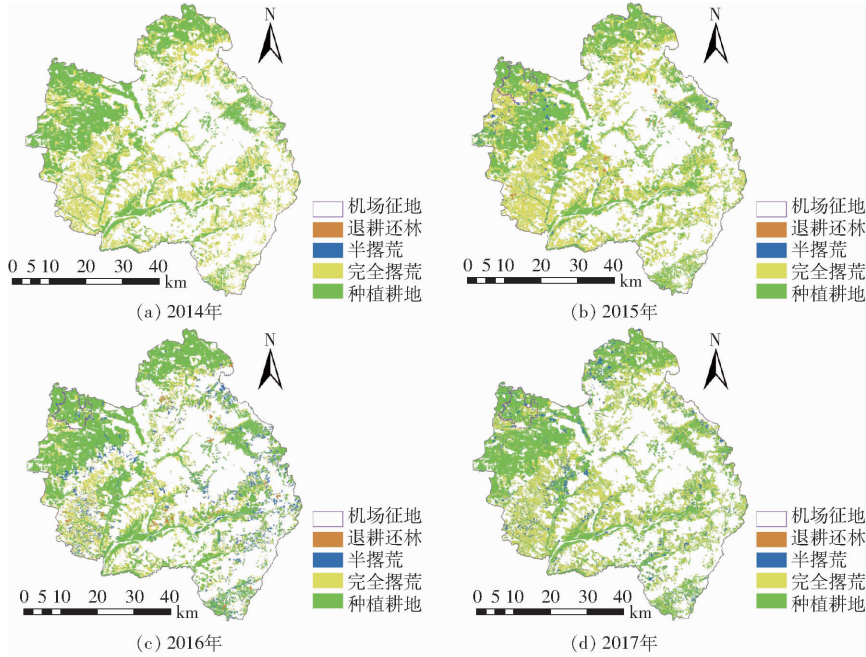 N
机场征地
退耕还林
半撂荒
完全撂荒
种植耕地
0 5 10 20 30 40
km
(a) 2014年
N
机场征地
退耕还林
半撂荒
完全撂荒
种植耕地
0 5 10 20 30 40
km
(b) 2015年
N
机场征地
退耕还林
半撂荒
完全撂荒
种植耕地
0 5 10 20 30 40
km
(c) 2016年
N
机场征地
退耕还林
半撂荒
完全撂荒
种植耕地
0 5 10 20 30 40
km
(d) 2017年